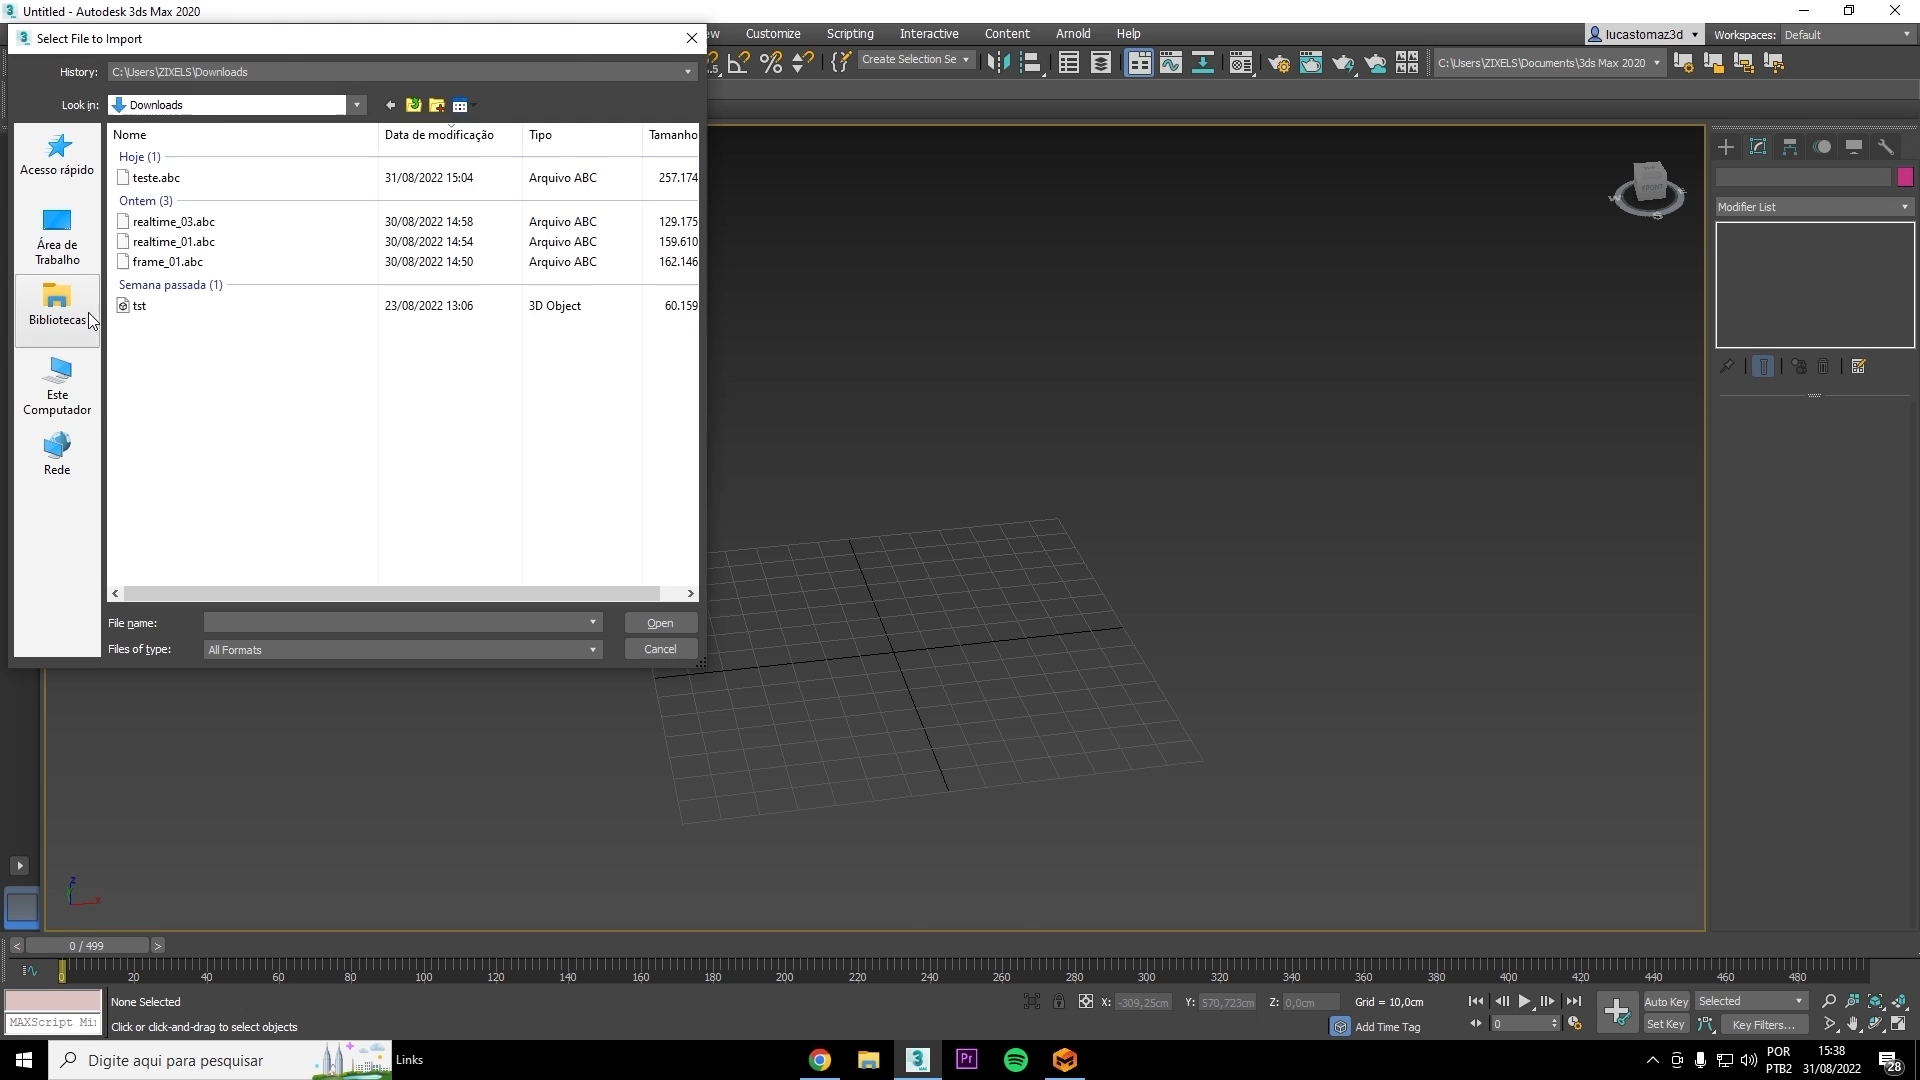 Untitled - Autodesk 3ds Max 2020
Select File to Import
Customize Scripting Interactive Content Arnold Help
lucastomaz3d Workspaces: Default
Create Selection Se
C:\Users\ZIXELS\Documents\3ds Max 2020
History: C:\Users\ZIXELS\Downloads
Look in: Downloads
Nome Data de modificação Tipo Tamanho
Hoje (1)
teste.abc 31/08/2022 15:04 Arquivo ABC 257.174
Ontem (3)
realtime_03.abc 30/08/2022 14:58 Arquivo ABC 129.175
realtime_01.abc 30/08/2022 14:54 Arquivo ABC 159.610
frame_01.abc 30/08/2022 14:50 Arquivo ABC 162.146
Semana passada (1)
tst 23/08/2022 13:06 3D Object 60.159
Acesso rápido
Área de
Trabalho
Bibliotecas
Este
Computador
Rede
File name: Open
Files of type: All Formats Cancel
FRONT
W
S
Modifier List
z
x
< 0 / 499 >
0 20 40 60 80 100 120 140 160 180 200 220 240 260 280 300 320 340 360 380 400 420 440 460 480
None Selected
X: -309,25cm Y: 570,723cm Z: 0,0cm Grid = 10,0cm
Auto Key Selected
MAXScript Mi
Click or click-and-drag to select objects
Add Time Tag
0
Set Key Key Filters...
Digite aqui para pesquisar
Links
3
MAX
Pr
POR
PTB2
15:38
31/08/2022
28